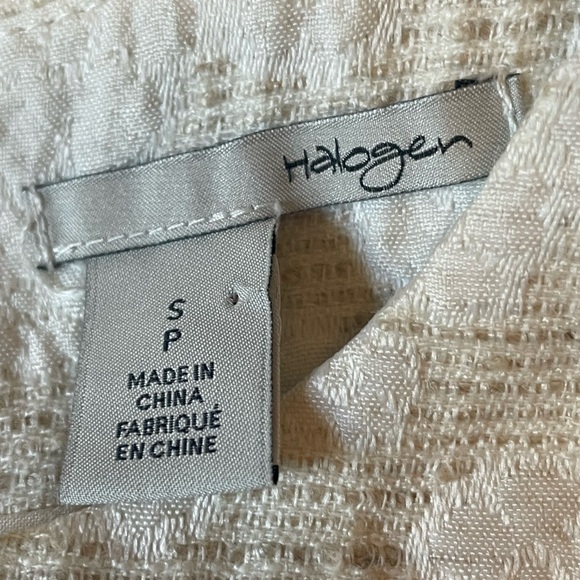 Halogen
S
P
MADE IN
CHINA
FABRIQUÉ
EN CHINE